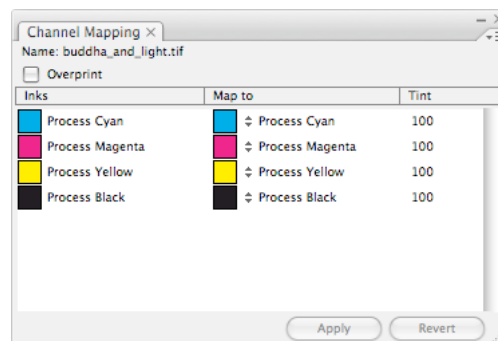 Channel Mapping
Name: buddha_and_light.tif
Overprint
Inks Map to Tint
Process Cyan Process Cyan 100
Process Magenta Process Magenta 100
Process Yellow Process Yellow 100
Process Black Process Black 100
Apply Revert